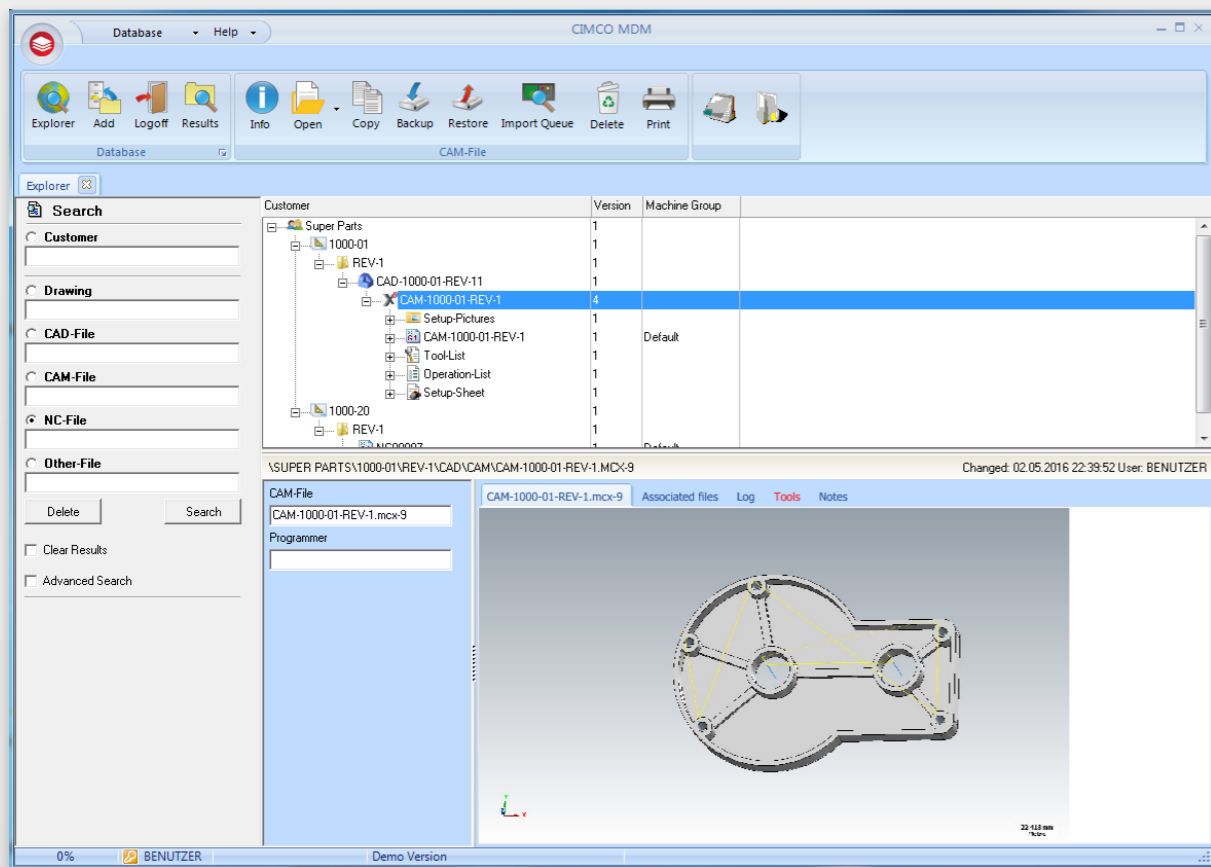 Database Help CIMCO MDM
Explorer Add Logoff Results Info Open Copy Backup Restore Import Queue Delete Print
Database CAM-File
Explorer
Search
Customer
Drawing
CAD-File
CAM-File
NC-File
Other-File
Delete Search
Clear Results
Advanced Search
Customer Version Machine Group
Super Parts 1
1000-01 1
REV-1 1
CAD-1000-01-REV-11 1
CAM-1000-01-REV-1 4
Setup-Pictures 1
CAM-1000-01-REV-1 1 Default
Tool-List 1
Operation-List 1
Setup-Sheet 1
1000-20 1
REV-1 1
1 Default
\SUPER PARTS\1000-01\REV-1\CAD\CAM\CAM-1000-01-REV-1.MCX-9 Changed: 02.05.2016 22:39:52 User: BENUTZER
CAM-File
CAM-1000-01-REV-1.mcx-9
Programmer
CAM-1000-01-REV-1.mcx-9 Associated files Log Tools Notes
Y
X
0% BENUTZER Demo Version